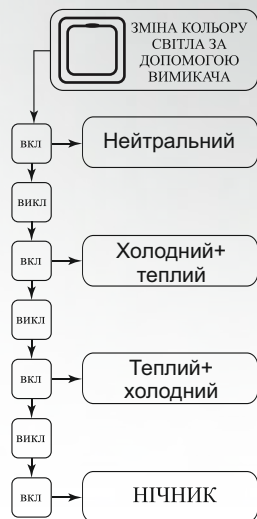 ЗМІНА КОЛЬОРУ
СВІТЛА ЗА
ДОПОМОГОЮ
ВИМИКАЧА
ВКЛ
Нейтральний
ВИКЛ
ВКЛ
Холодний+
теплий
ВИКЛ
ВКЛ
Теплий+
холодний
ВИКЛ
ВКЛ
НІЧНИК